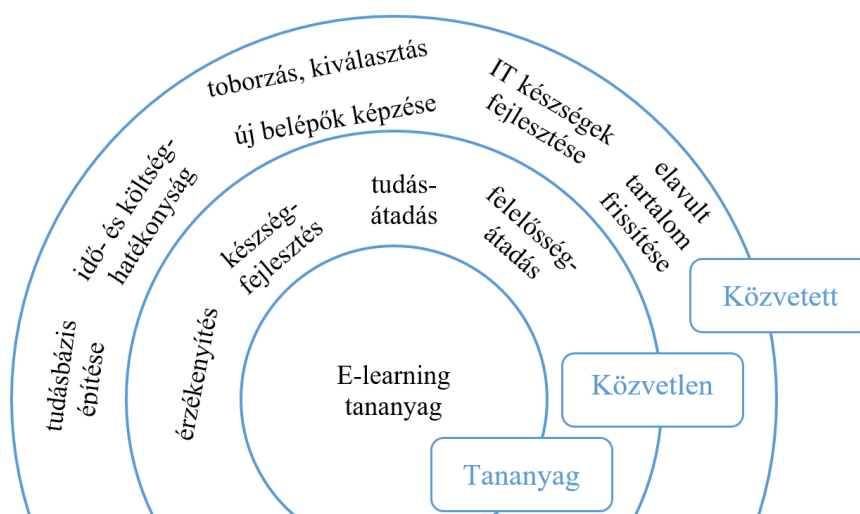 toborzás, kiválasztás
új belépők képzése
IT készségek
fejlesztése
elavult
tartalom
frissítése
idő- és költség-
hatékonyság
tudásbázis
építése
tudás-
átadás
felelősség-
átadás
készség-
fejlesztés
érzékenyítés
E-learning
tananyag
Közvetett
Közvetlen
Tananyag